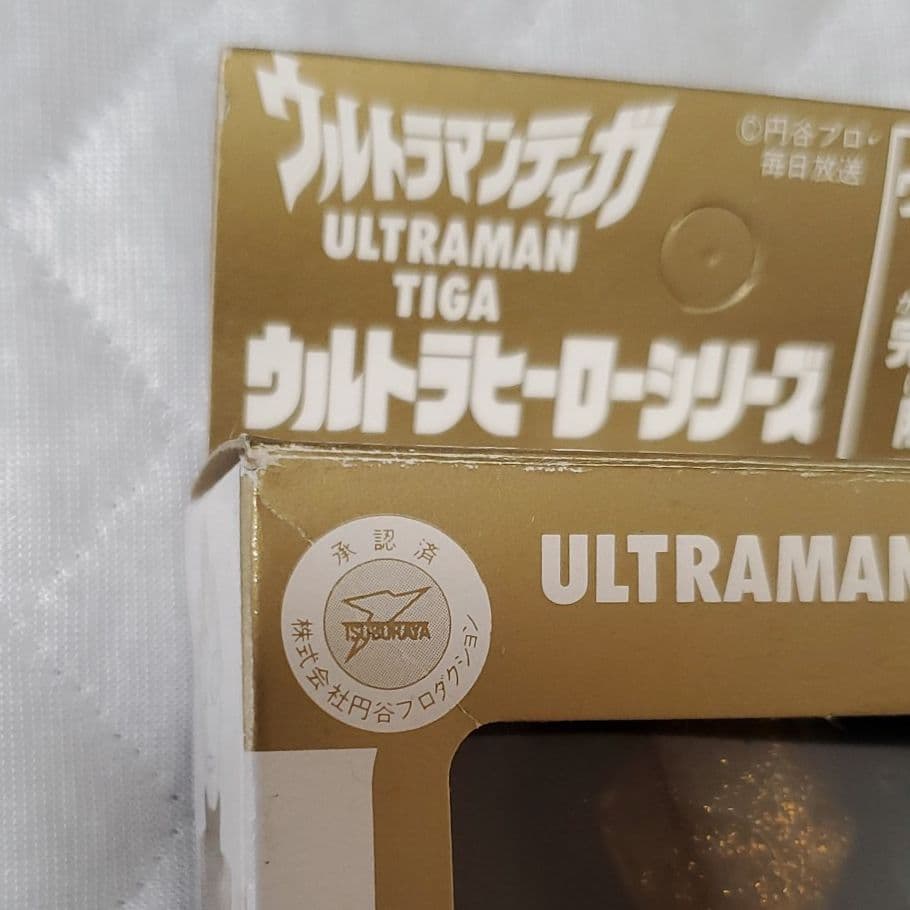 ウルトラマンティガ
ULTRAMAN
TIGA
ウルトラヒーローシリーズ
©円谷プロ・
毎日放送
ULTRAMAN
承認済
TSUBURAYA
株式会社円谷プロダクション